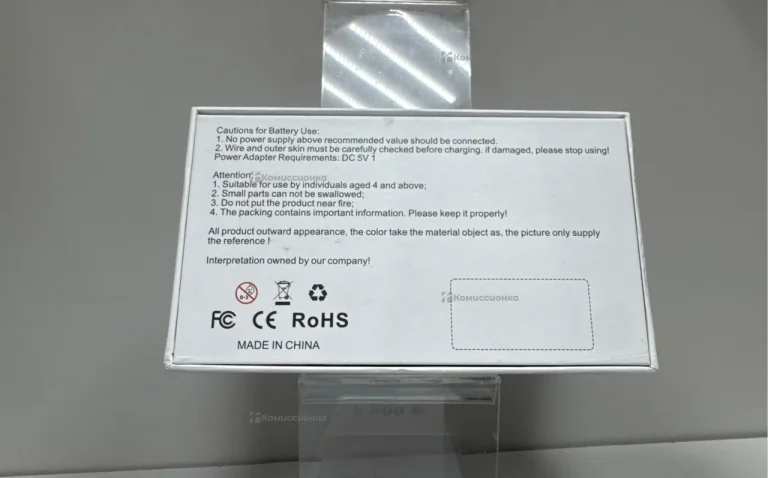 Комиссионка
Cautions for Battery Use:
1. No power supply above recommended value should be connected.
2. Wire and outer skin must be carefully checked before charging. if damaged, please stop using!
Power Adapter Requirements: DC 5V 1
Attention:
Комиссионка
1. Suitable for use by individuals aged 4 and above;
2. Small parts can not be swallowed;
3. Do not put the product near fire;
4. The packing contains important information. Please keep it properly!
All product outward appearance, the color take the material object as, the picture only supply
the reference !
Interpretation owned by our company!
0-3
Комиссионка
FC CE RoHS
MADE IN CHINA
Комиссионка